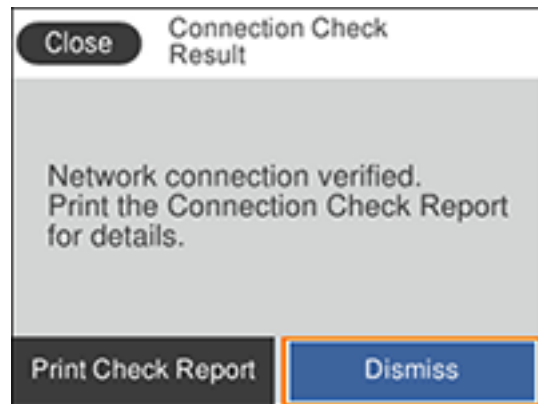 Close
Connection Check
Result
Network connection verified.
Print the Connection Check Report
for details.
Print Check Report
Dismiss